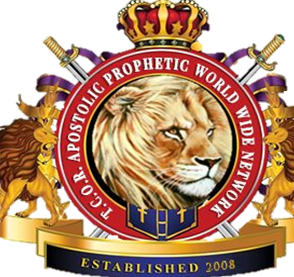 T.C.O.R. APOSTOLIC PROPHETIC WORLD WIDE NETWORK
ESTABLISHED 2008